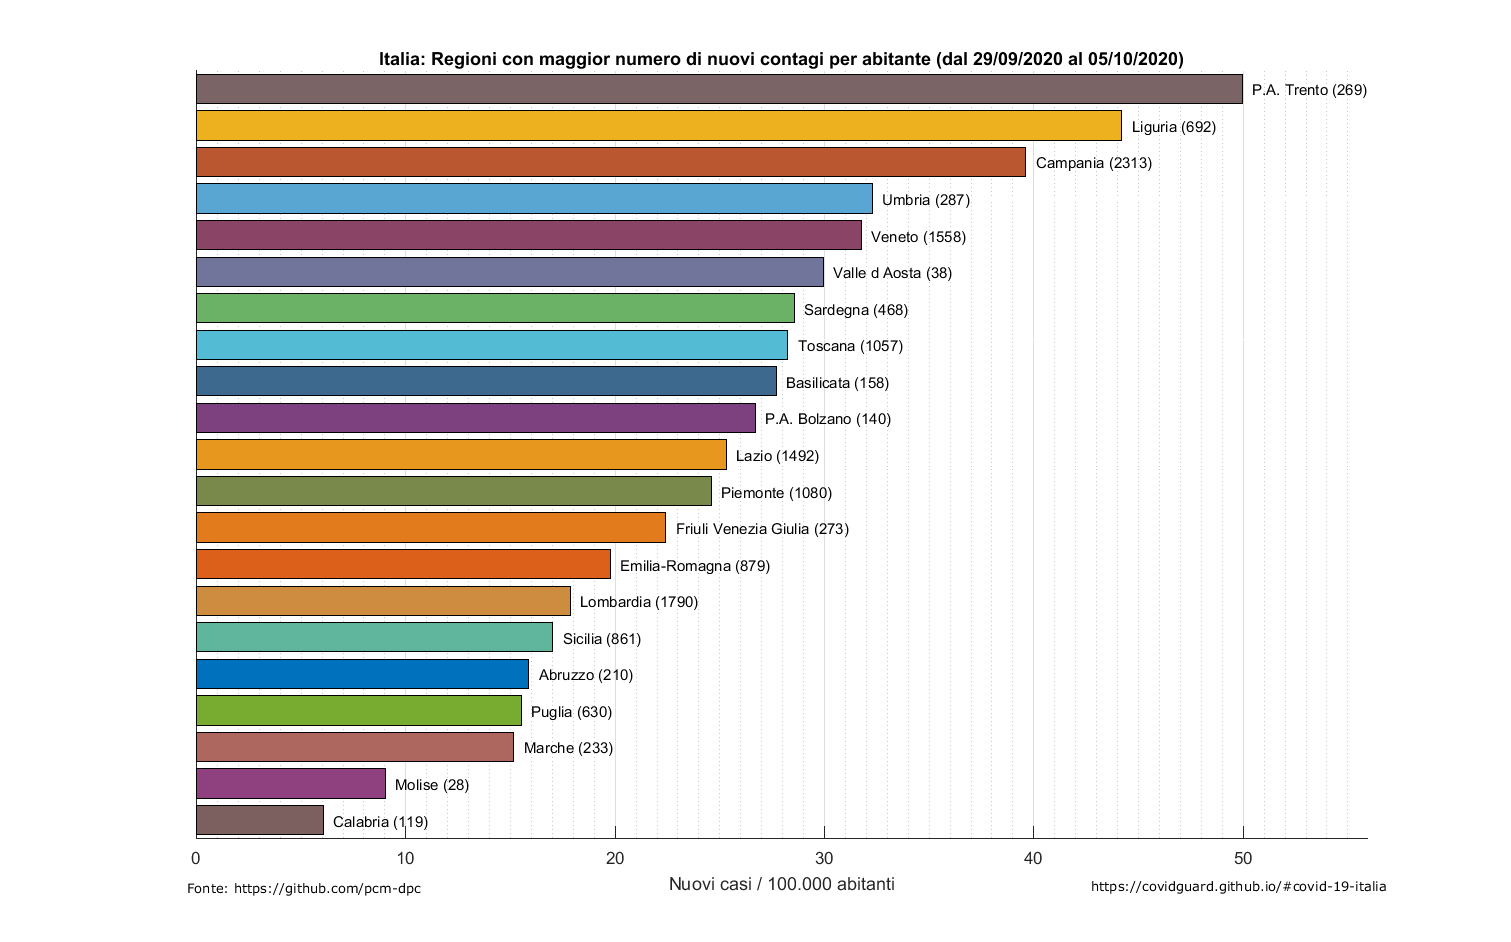 Italia: Regioni con maggior numero di nuovi contagi per abitante (dal 29/09/2020 al 05/10/2020)
P.A. Trento (269)
Liguria (692)
Campania (2313)
Umbria (287)
Veneto (1558)
Valle d Aosta (38)
Sardegna (468)
Toscana (1057)
Basilicata (158)
P.A. Bolzano (140)
Lazio (1492)
Piemonte (1080)
Friuli Venezia Giulia (273)
Emilia-Romagna (879)
Lombardia (1790)
Sicilia (861)
Abruzzo (210)
Puglia (630)
Marche (233)
Molise (28)
Calabria (119)
0 10 20 30 40 50
Nuovi casi / 100.000 abitanti
Fonte: https://github.com/pcm-dpc
https://covidguard.github.io/#covid-19-italia